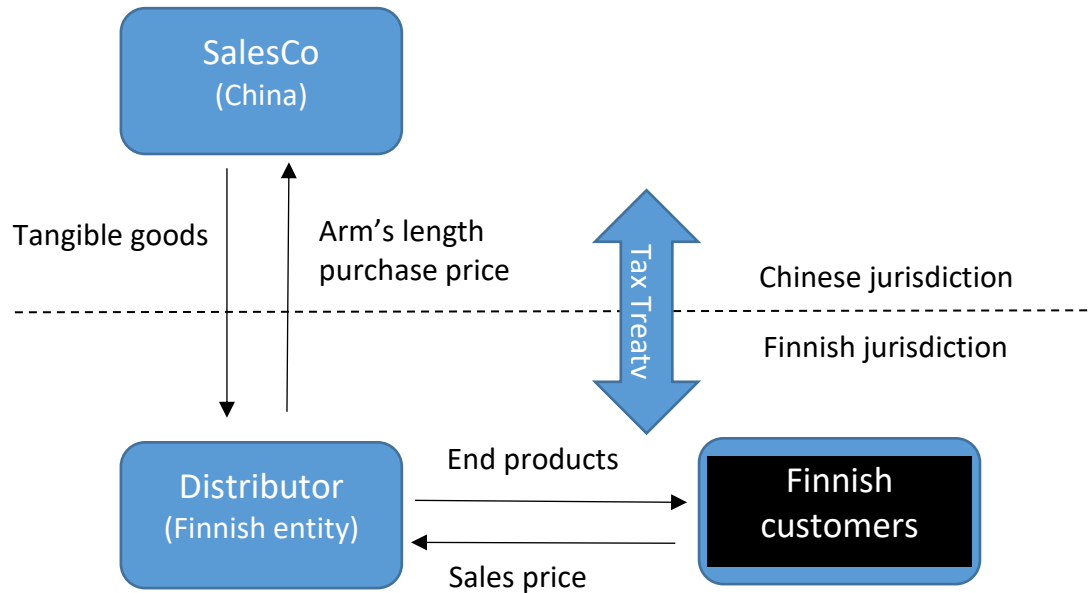 SalesCo
(China)
Tangible goods
Arm's length
purchase price
Tax Treaty
Chinese jurisdiction
Finnish jurisdiction
Distributor
(Finnish entity)
End products
Sales price
Finnish
customers